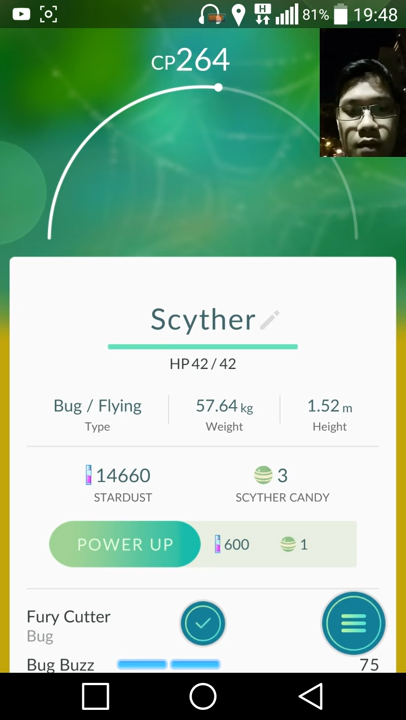 H 81% 19:48
CP264
Scyther
HP 42 / 42
Bug / Flying 57.64 kg 1.52 m
Type Weight Height
14660 3
STARDUST SCYTHER CANDY
POWER UP 600 1
Fury Cutter
Bug
Bug Buzz 75